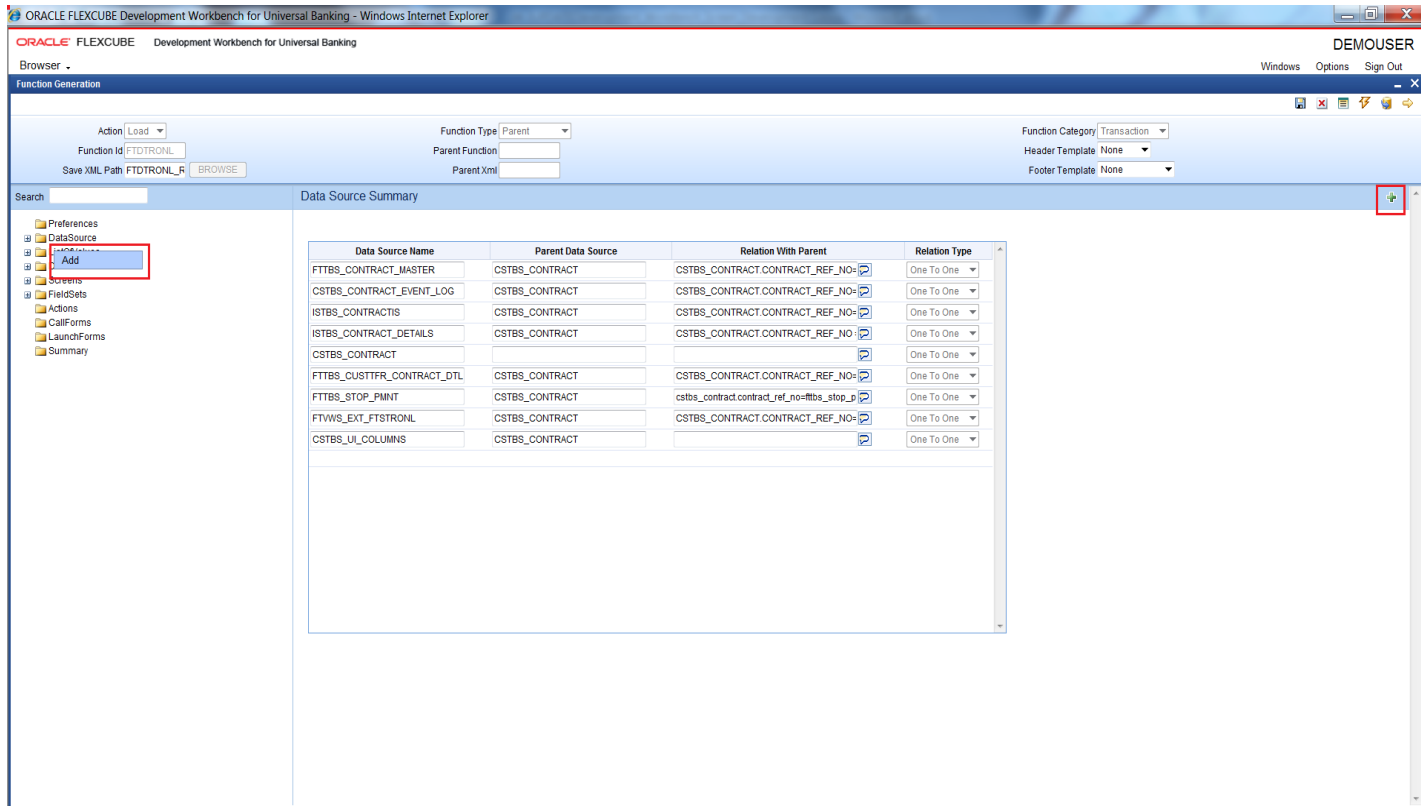 ORACLE FLEXCUBE Development Workbench for Universal Banking - Windows Internet Explorer
ORACLE FLEXCUBE Development Workbench for Universal Banking
DEMOUSER
Browser
Windows Options Sign Out
Function Generation
Action Load
Function Type Parent
Function Category Transaction
Function Id FTDTRONL
Parent Function
Header Template None
Save XML Path FTDTRONL_R BROWSE
Parent Xml
Footer Template None
Search
Data Source Summary
Preferences
DataSource
Add
Screens
FieldSets
Actions
CallForms
LaunchForms
Summary
Data Source Name Parent Data Source Relation With Parent Relation Type
FTTBS_CONTRACT_MASTER CSTBS_CONTRACT CSTBS_CONTRACT.CONTRACT_REF_NO= One To One
CSTBS_CONTRACT_EVENT_LOG CSTBS_CONTRACT CSTBS_CONTRACT.CONTRACT_REF_NO= One To One
ISTBS_CONTRACTIS CSTBS_CONTRACT CSTBS_CONTRACT.CONTRACT_REF_NO= One To One
ISTBS_CONTRACT_DETAILS CSTBS_CONTRACT CSTBS_CONTRACT.CONTRACT_REF_NO One To One
CSTBS_CONTRACT One To One
FTTBS_CUSTTFR_CONTRACT_DTL CSTBS_CONTRACT CSTBS_CONTRACT.CONTRACT_REF_NO= One To One
FTTBS_STOP_PMNT CSTBS_CONTRACT cstbs_contract.contract_ref_no=fttbs_stop_p One To One
FTVWS_EXT_FTSTRONL CSTBS_CONTRACT CSTBS_CONTRACT.CONTRACT_REF_NO= One To One
CSTBS_UI_COLUMNS CSTBS_CONTRACT One To One